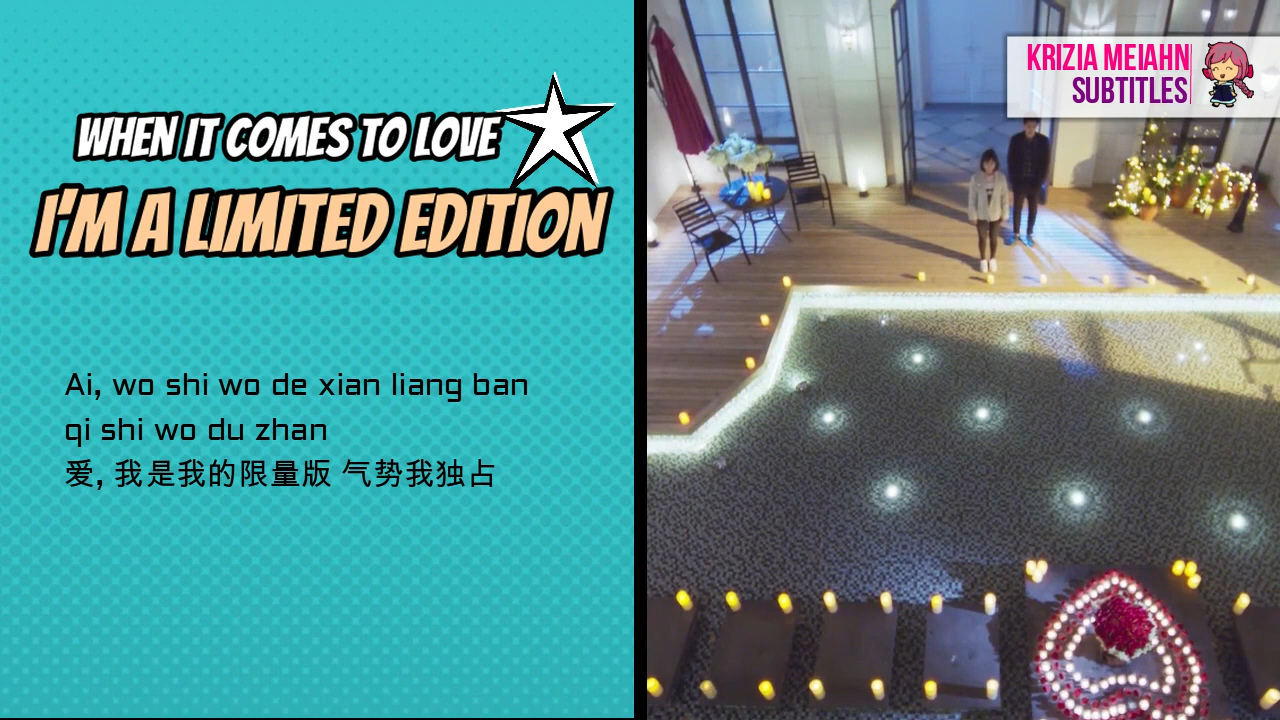 WHEN IT COMES TO LOVE
I'M A LIMITED EDITION
Ai, wo shi wo de xian liang ban
qi shi wo du zhan
爱, 我是我的限量版 气势我独占
KRIZIA MEIAHN
SUBTITLES